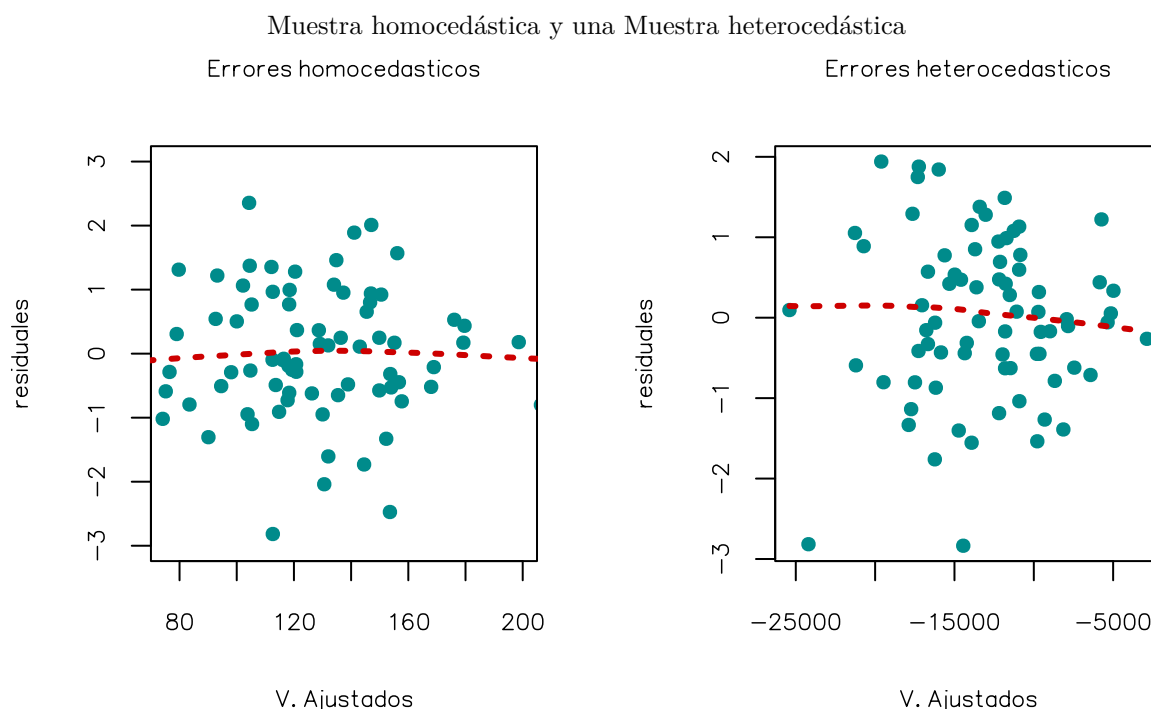 Muestra homocedástica y una Muestra heterocedástica
Errores homocedasticos
residuales
3
2
1
0
−1
−2
−3
80
120
160
200
V. Ajustados
Errores heterocedasticos
residuales
2
1
0
−1
−2
−3
−25000
−15000
−5000
V. Ajustados